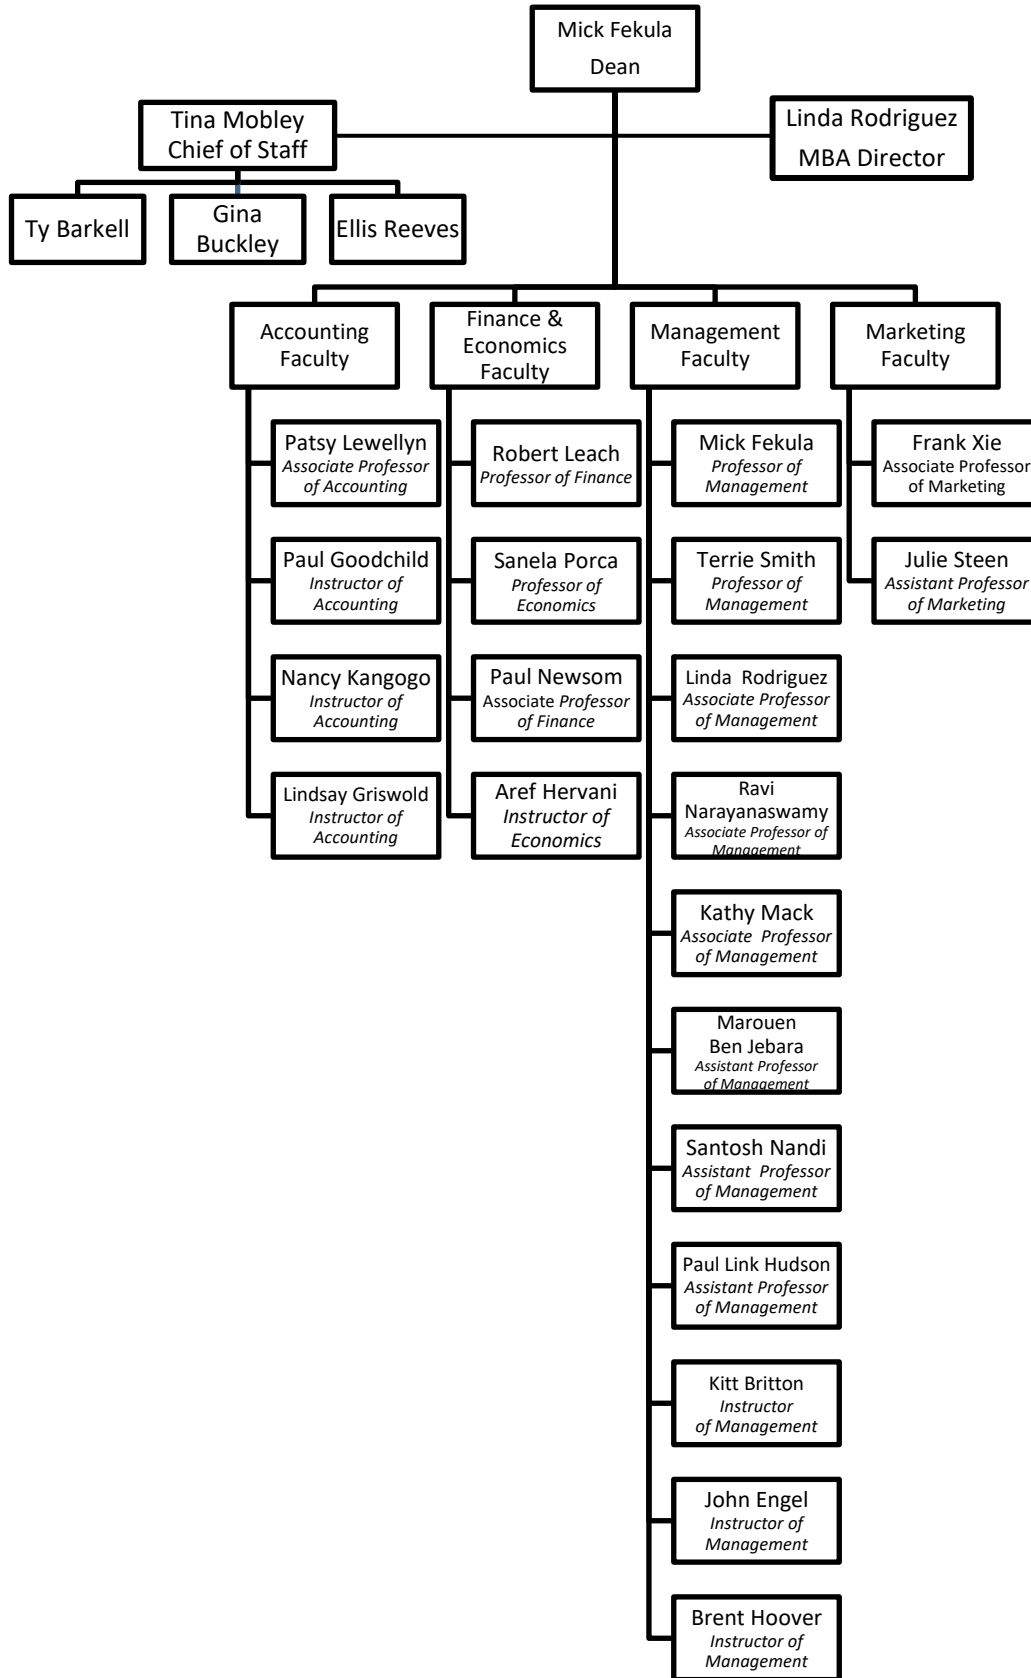 Mick Fekula
Dean
Tina Mobley
Chief of Staff
Linda Rodriguez
MBA Director
Ty Barkell
Gina
Buckley
Ellis Reeves
Accounting
Faculty
Patsy Lewellyn
Associate Professor
of Accounting
Paul Goodchild
Instructor of
Accounting
Nancy Kangogo
Instructor of
Accounting
Lindsay Griswold
Instructor of
Accounting
Finance &
Economics
Faculty
Robert Leach
Professor of Finance
Sanela Porca
Professor of
Economics
Paul Newsom
Associate Professor
of Finance
Aref Hervani
Instructor of
Economics
Management
Faculty
Mick Fekula
Professor of
Management
Terrie Smith
Professor of
Management
Linda Rodriguez
Associate Professor
of Management
Ravi
Narayanaswamy
Associate Professor of
Management
Kathy Mack
Associate Professor
of Management
Marouen
Ben Jebara
Assistant Professor
of Management
Santosh Nandi
Assistant Professor
of Management
Paul Link Hudson
Assistant Professor
of Management
Kitt Britton
Instructor
of Management
John Engel
Instructor of
Management
Brent Hoover
Instructor of
Management
Marketing
Faculty
Frank Xie
Associate Professor
of Marketing
Julie Steen
Assistant Professor
of Marketing